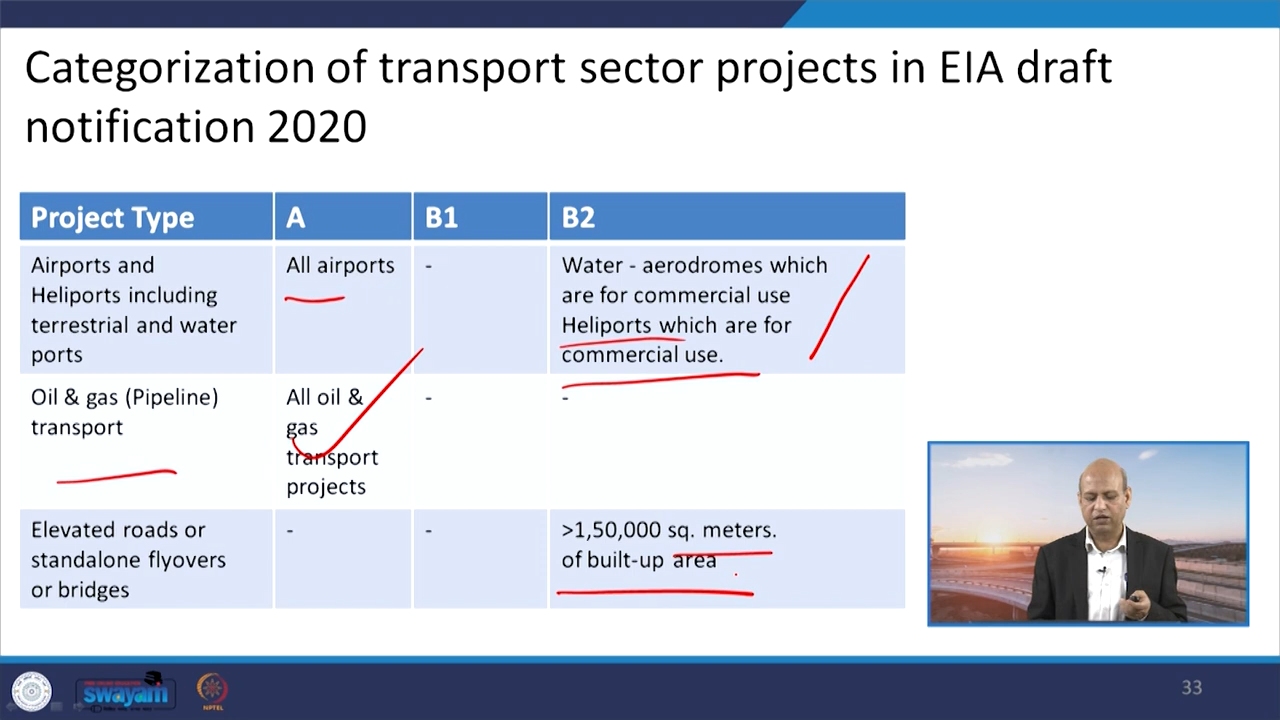 Categorization of transport sector projects in EIA draft
notification 2020
Project Type
A
B1
B2
Airports and
Heliports including
terrestrial and water
ports
All airports
-
Water - aerodromes which
are for commercial use
Heliports which are for
commercial use.
Oil & gas (Pipeline)
transport
All oil &
gas
transport
projects
-
-
Elevated roads or
standalone flyovers
or bridges
-
-
>1,50,000 sq. meters.
of built-up area
swayam
NPTEL
33